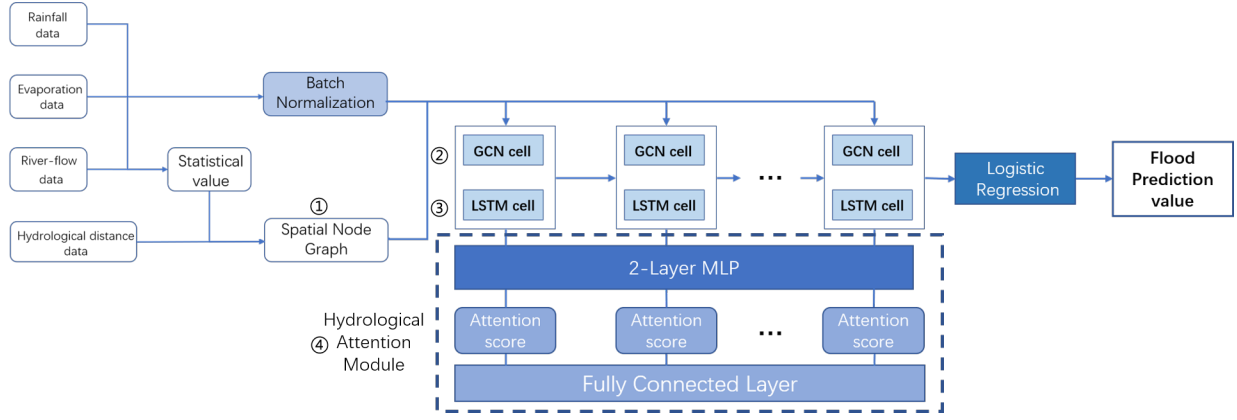 Rainfall
data
Evaporation
data
River-flow
data
Hydrological distance
data
Statistical
value
Batch
Normalization
①
Spatial Node
Graph
②
GCN cell
GCN cell
...
GCN cell
③
LSTM cell
LSTM cell
LSTM cell
Logistic
Regression
Flood
Prediction
value
2-Layer MLP
Hydrological
④ Attention
Module
Attention
score
Attention
score
...
Attention
score
Fully Connected Layer